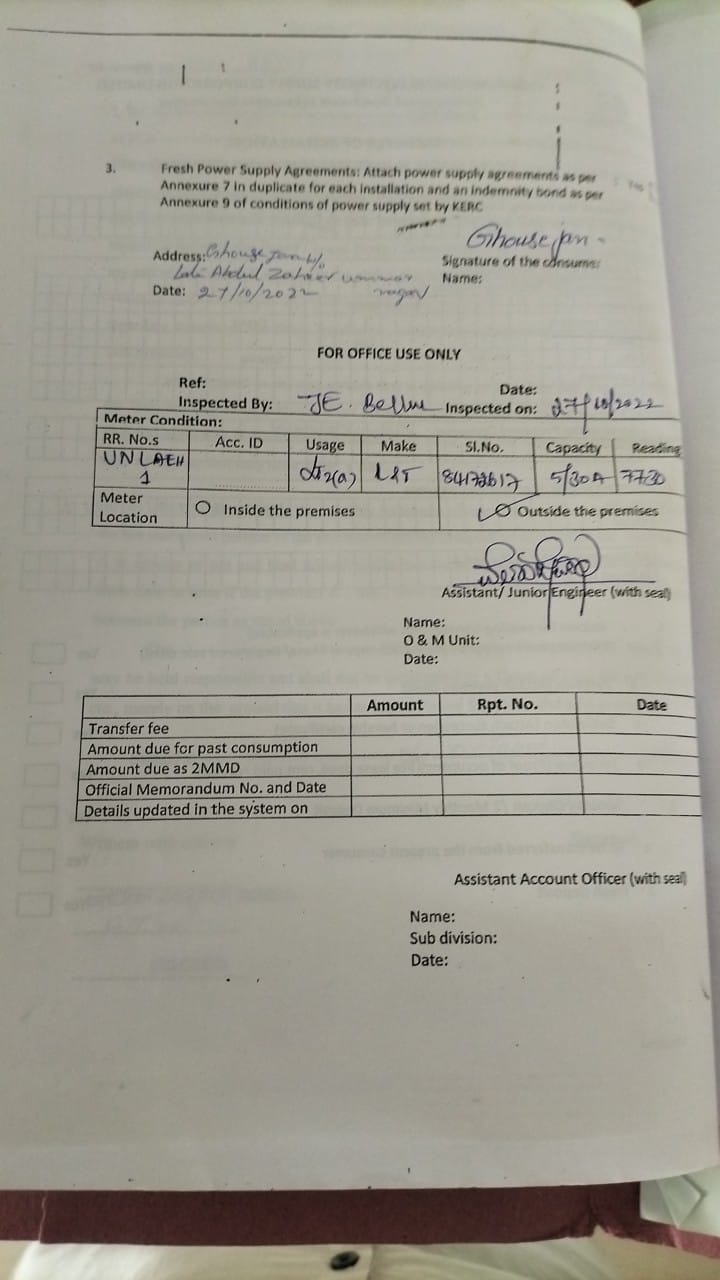 3. Fresh Power Supply Agreements: Attach power supply agreements as per
Annexure 7 in duplicate for each installation and an indemnity bond as per
Annexure 9 of conditions of power supply set by KERC
Ghouse jan
Address: Ghouse jan
Signature of the consumer
Late Abdul
Name:
Date: 27/10/2022 nagar
FOR OFFICE USE ONLY
Ref:
Date:
Inspected By: JE. Inspected on: 27/10/2022
Meter Condition:
RR. No.s Acc. ID Usage Make Sl.No. Capacity Reading
1 L&T 5/30A 7730
Meter Location Inside the premises Outside the premises
Assistant/ Junior Engineer (with seal)
Name:
O & M Unit:
Date:
Amount Rpt. No. Date
Transfer fee
Amount due for past consumption
Amount due as 2MMD
Official Memorandum No. and Date
Details updated in the system on
Assistant Account Officer (with seal)
Name:
Sub division:
Date: